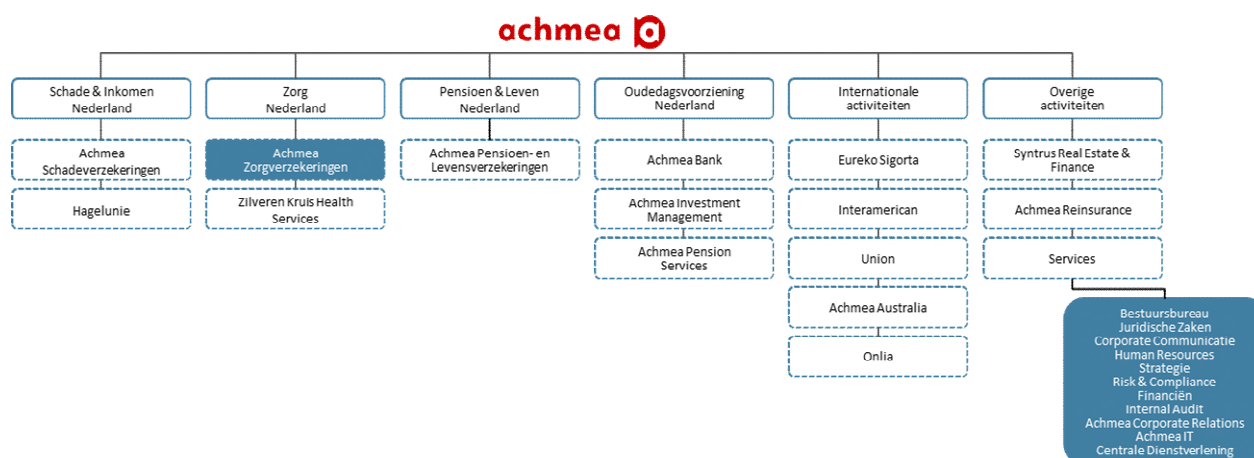 achmea
Schade & Inkomen
Nederland
Zorg
Nederland
Pensioen & Leven
Nederland
Oudedagsvoorziening
Nederland
Internationale
activiteiten
Overige
activiteiten
Achmea
Schadeverzekeringen
Achmea
Zorgverzekeringen
Achmea Pensioen- en
Levensverzekeringen
Achmea Bank
Eureko Sigorta
Syntrus Real Estate &
Finance
Hagelunie
Zilveren Kruis Health
Services
Achmea Investment
Management
Interamerican
Achmea Reinsurance
Achmea Pension
Services
Union
Services
Achmea Australia
Onlia
Bestuursbureau
Juridische Zaken
Corporate Communicatie
Human Resources
Strategie
Risk & Compliance
Financiën
Internal Audit
Achmea Corporate Relations
Achmea IT
Centrale Dienstverlening